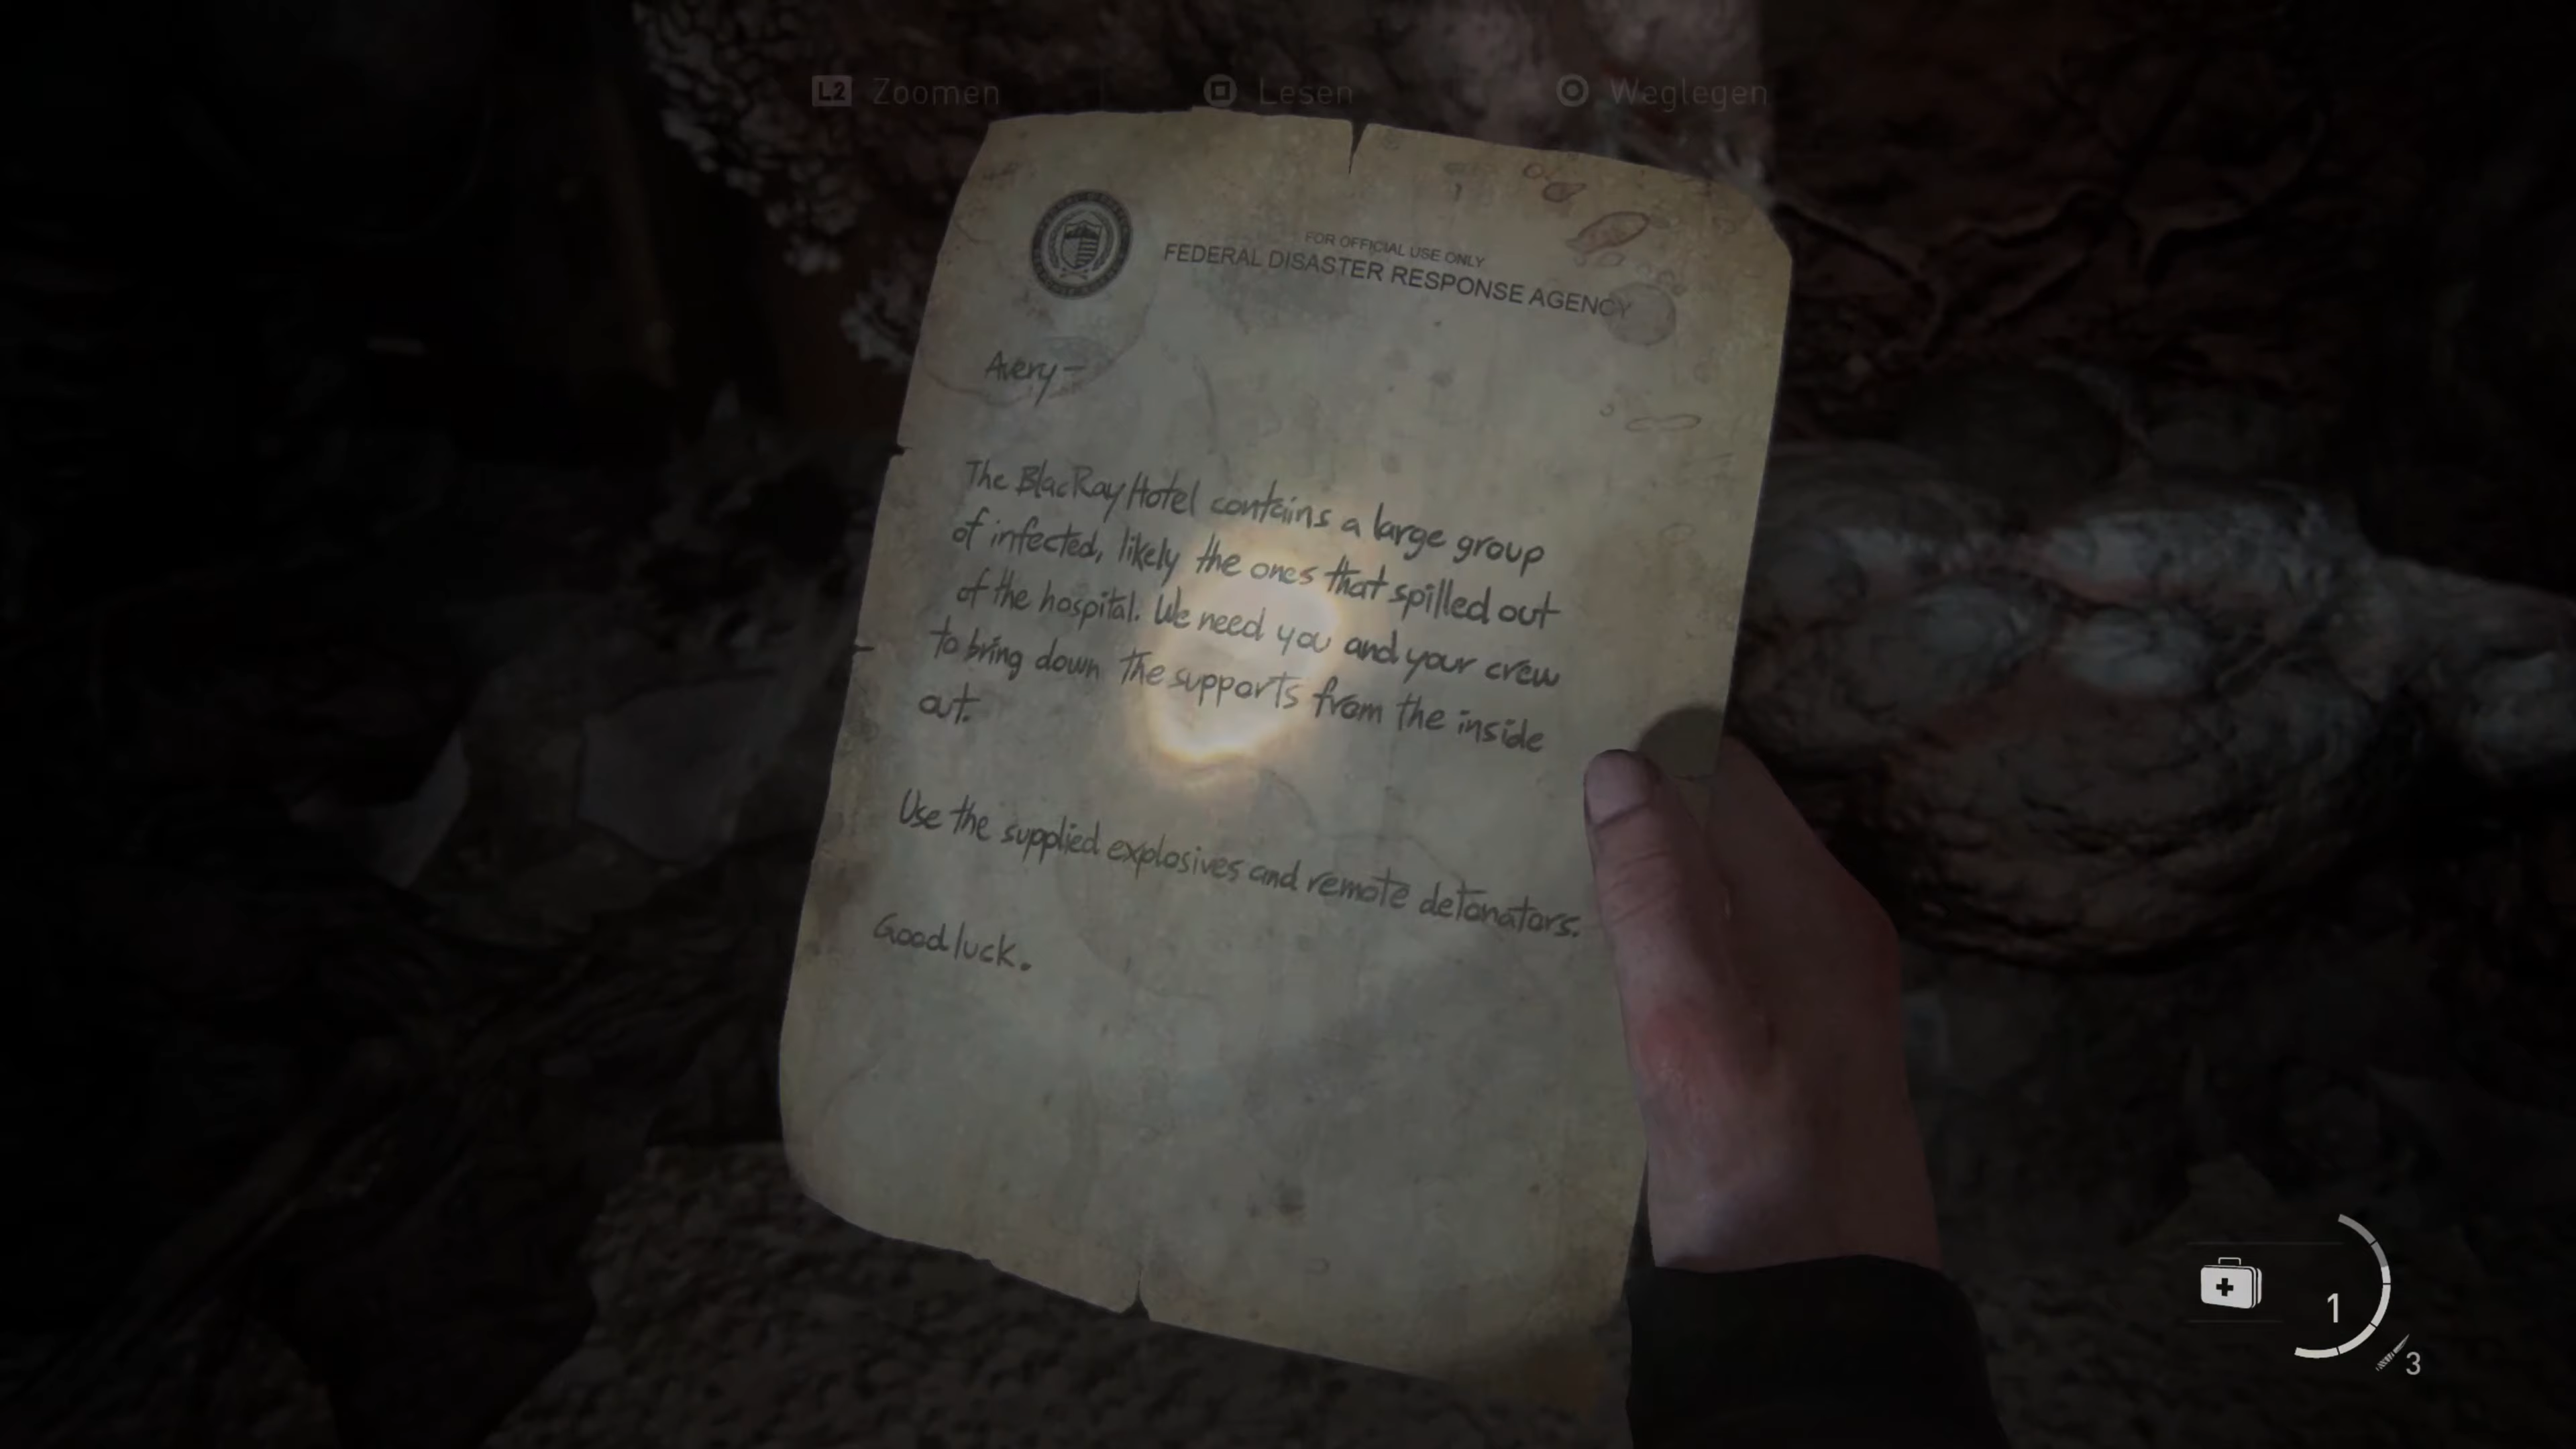 L2 Zoomen Lesen Weglegen
FOR OFFICIAL USE ONLY
FEDERAL DISASTER RESPONSE AGENCY
Avery-
The BlacRay Hotel contains a large group
of infected, likely the ones that spilled out
of the hospital. We need you and your crew
to bring down the supports from the inside
out.
Use the supplied explosives and remote detonators.
Good luck.
1
3